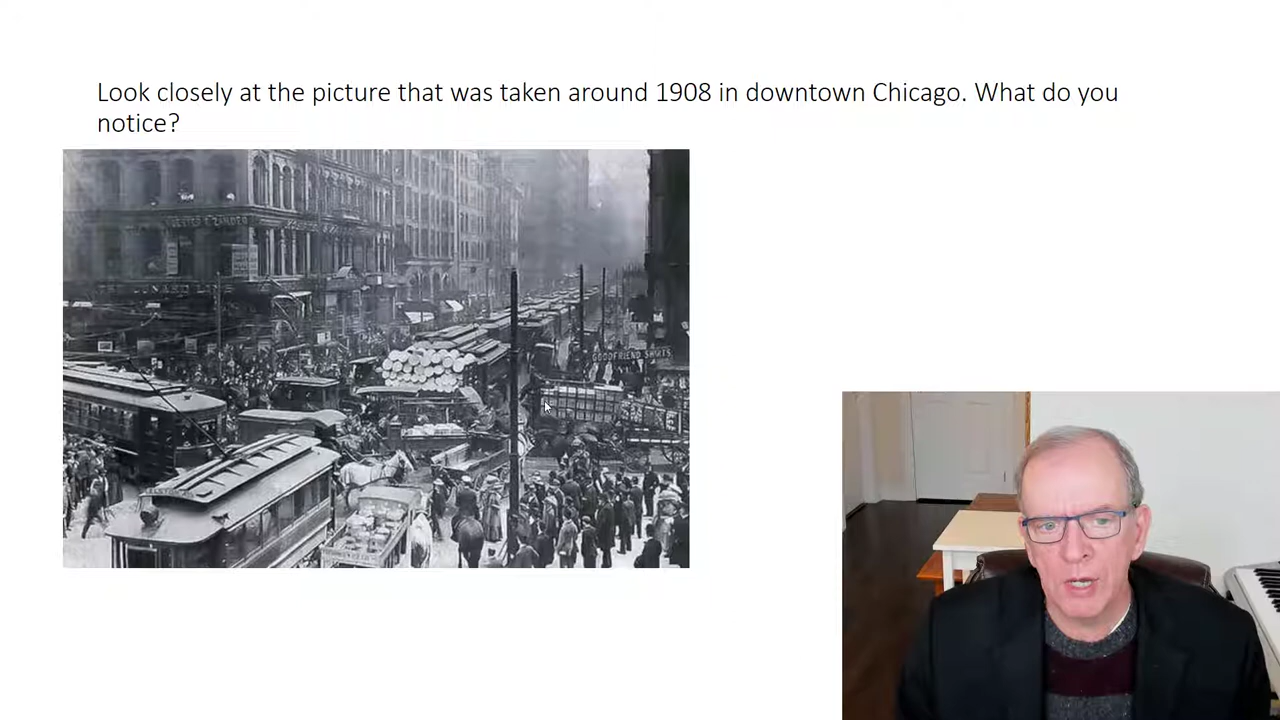 Look closely at the picture that was taken around 1908 in downtown Chicago. What do you
notice?
GOODFRIEND SHIRTS